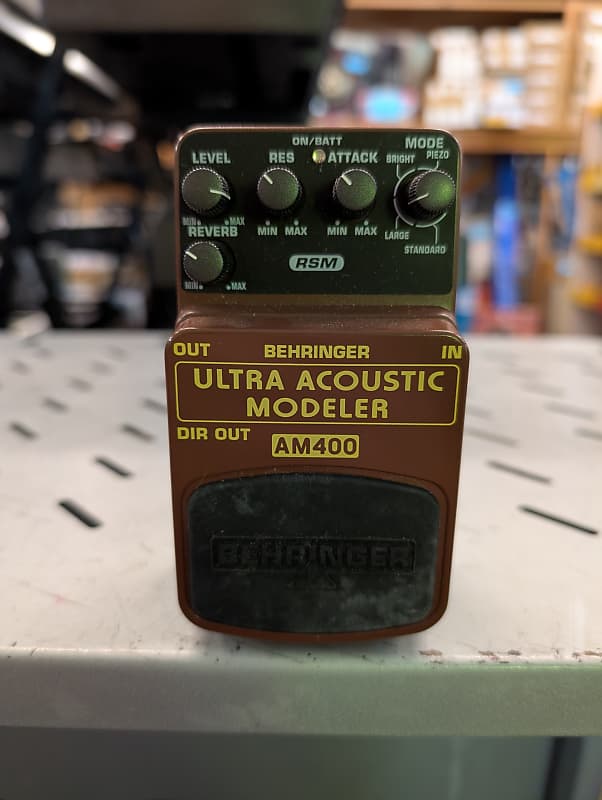 ON/BATT
MODE
LEVEL RES ATTACK
BRIGHT PIEZO
MIN MAX MIN MAX MIN MAX
REVERB
LARGE STANDARD
MIN MAX
RSM
OUT BEHRINGER IN
ULTRA ACOUSTIC
MODELER
DIR OUT
AM400
BEHRINGER